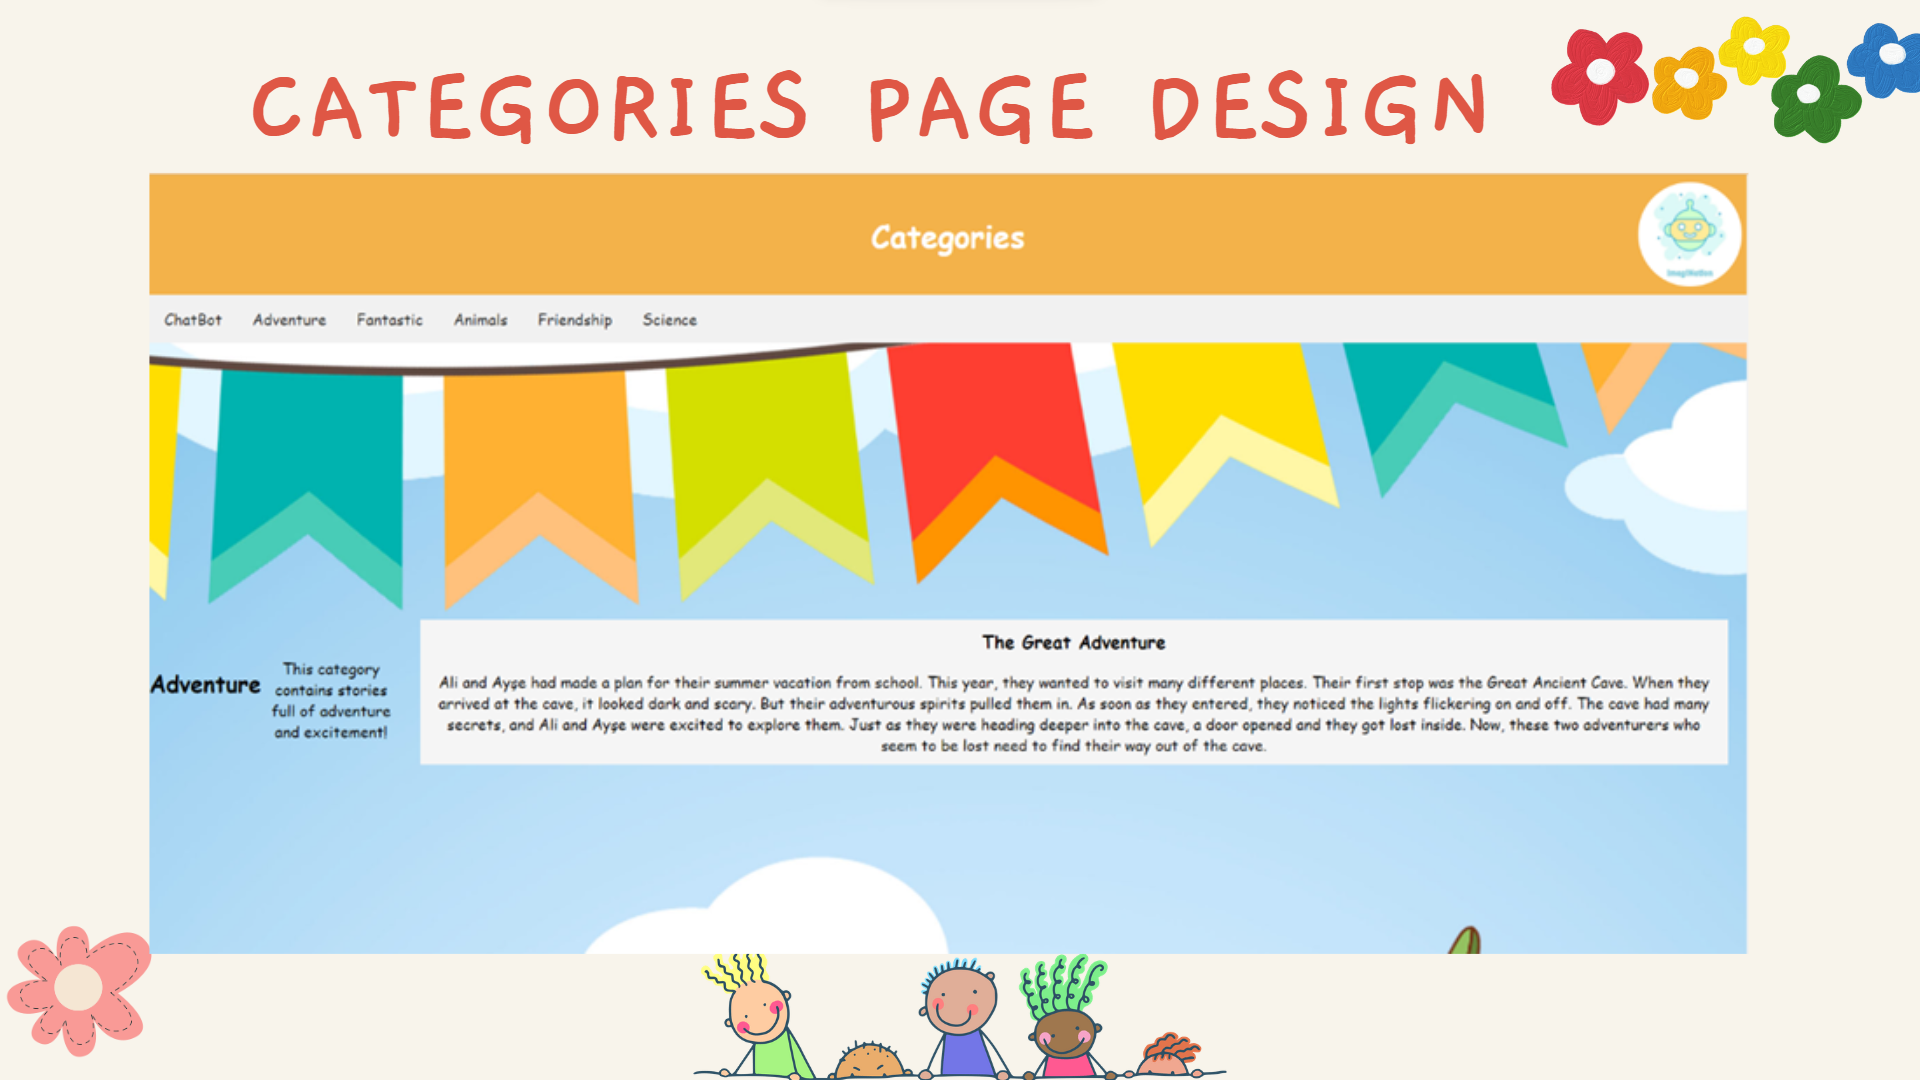 CATEGORIES PAGE DESIGN
Categories
ImagiNation
ChatBot Adventure Fantastic Animals Friendship Science
Adventure
This category
contains stories
full of adventure
and excitement!
The Great Adventure
Ali and Ayşe had made a plan for their summer vacation from school. This year, they wanted to visit many different places. Their first stop was the Great Ancient Cave. When they
arrived at the cave, it looked dark and scary. But their adventurous spirits pulled them in. As soon as they entered, they noticed the lights flickering on and off. The cave had many
secrets, and Ali and Ayşe were excited to explore them. Just as they were heading deeper into the cave, a door opened and they got lost inside. Now, these two adventurers who
seem to be lost need to find their way out of the cave.